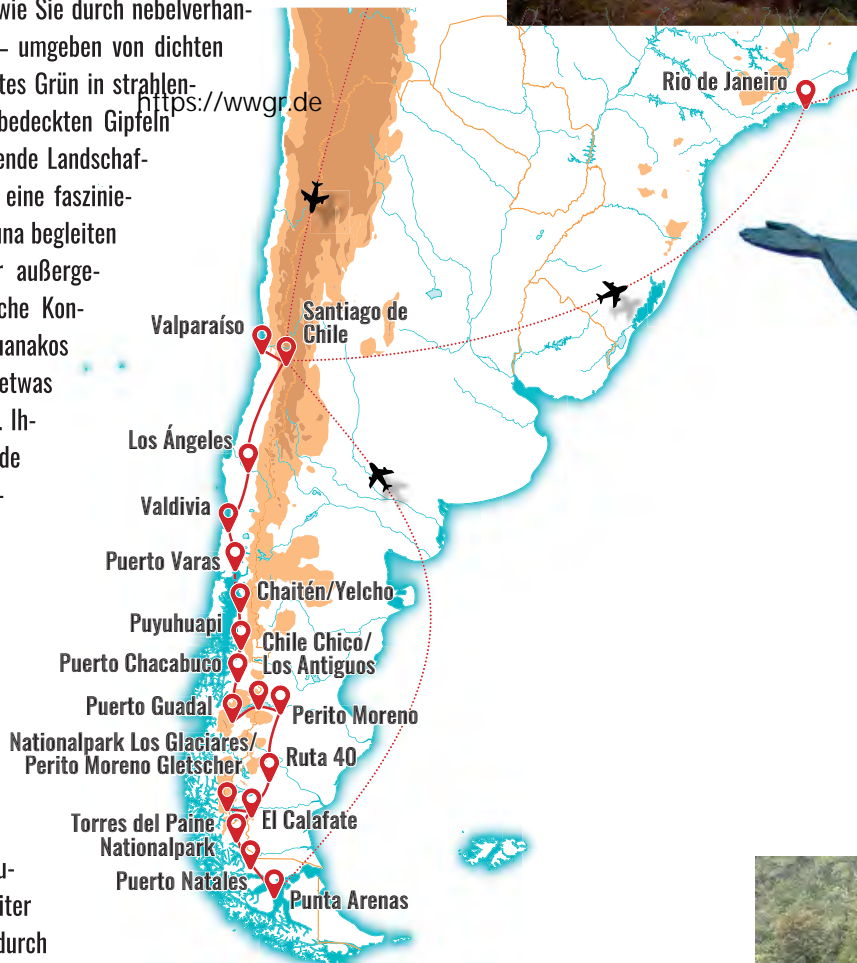 wie Sie durch nebelverhan-
– umgeben von dichten
tes Grün in strahlen-
bedeckten Gipfeln
ende Landschaf-
eine faszinie-
una begleiten
r außerge-
che Kon-
uanakos
etwas
. Ih-
de
-
https://wwgr.de
Rio de Janeiro
Valparaíso
Santiago de
Chile
Los Ángeles
Valdivia
Puerto Varas
Chaitén/Yelcho
Puyuhuapi
Chile Chico/
Los Antiguos
Puerto Chacabuco
Puerto Guadal
Perito Moreno
Nationalpark Los Glaciares/
Perito Moreno Gletscher
Ruta 40
El Calafate
Torres del Paine
Nationalpark
Puerto Natales
Punta Arenas
u-
iter
durch